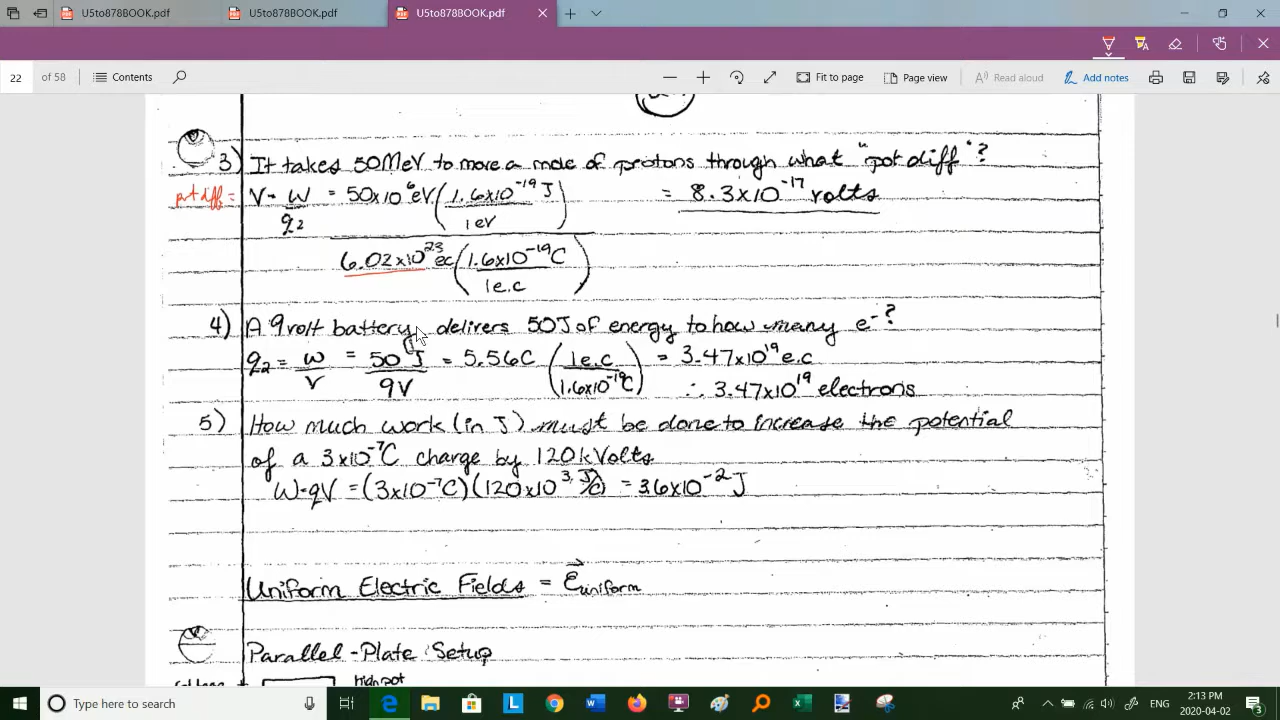 U5to878BOOK.pdf U5to878BOOK.pdf U5to878BOOK.pdf
22 of 58 Contents Fit to page Page view Read aloud Add notes
3) It takes 50MeV to move a mole of protons through what "pot diff"?
pot diff = V = W/q2 = 50x10^6 eV (1.6x10^-19 J / 1eV) = 8.3x10^-17 volts
6.02x10^23 ec (1.6x10^-19 C / 1e.c)
4) A 9volt battery delivers 50J of energy to how many e-?
q2 = W/V = 50 J/9V = 5.56C (1e.c / 1.6x10^-19 C) = 3.47x10^19 e.c
∴ 3.47x10^19 electrons
5) How much work (in J) must be done to increase the potential
of a 3x10^-7 C charge by 120kVolts
W=qV = (3x10^-7 C)(120x10^3 J/C) = 3.6x10^-2 J
Uniform Electric Fields = E uniform
Parallel-Plate Setup
high pot
Type here to search ENG 2:13 PM
2020-04-02 3